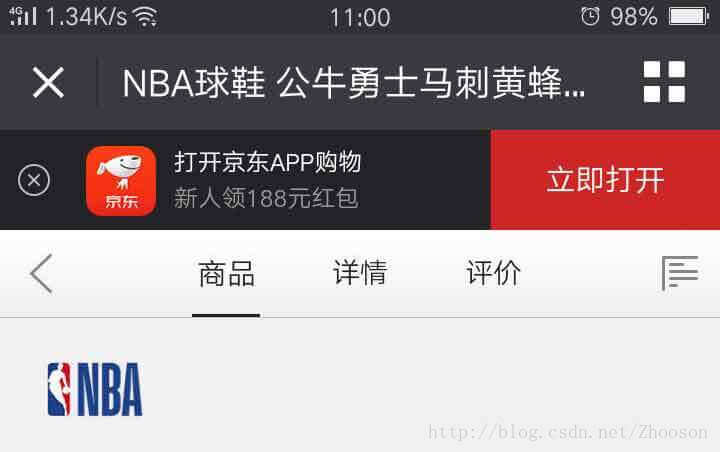 4G 1.34K/s 11:00 98%
NBA球鞋 公牛勇士马刺黄蜂...
打开京东APP购物
新人领188元红包
京东
立即打开
商品 详情 评价
NBA
http://blog.csdn.net/Zhooson